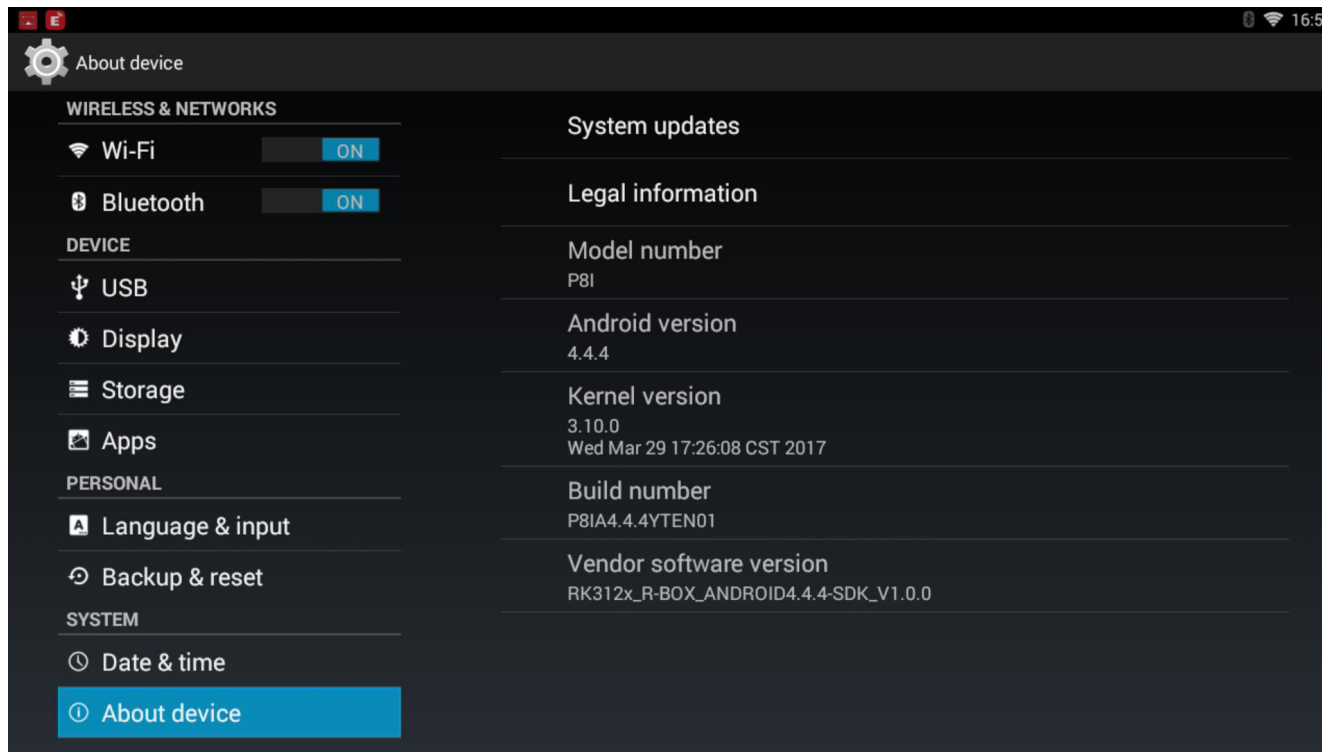 E
16:5
About device
WIRELESS & NETWORKS
Wi-Fi ON
Bluetooth ON
DEVICE
USB
Display
Storage
Apps
PERSONAL
A
Language & input
Backup & reset
SYSTEM
Date & time
About device
System updates
Legal information
Model number
P8I
Android version
4.4.4
Kernel version
3.10.0
Wed Mar 29 17:26:08 CST 2017
Build number
P8IA4.4.4YTEN01
Vendor software version
RK312x_R-BOX_ANDROID4.4.4-SDK_V1.0.0